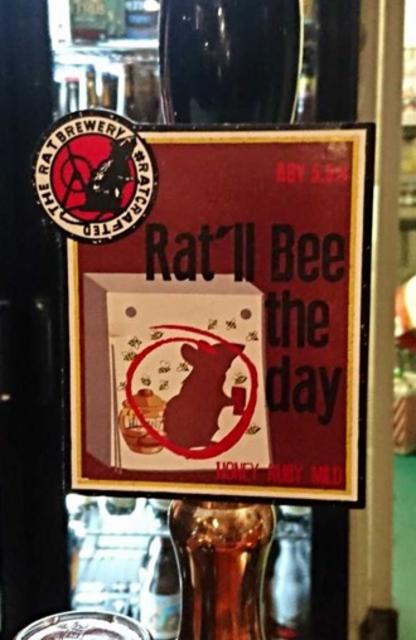 THE RAT BREWERY
#RATCRAFTED
ABV 5.5%
Rat'll Bee
the
day
HONEY RUBY MILD